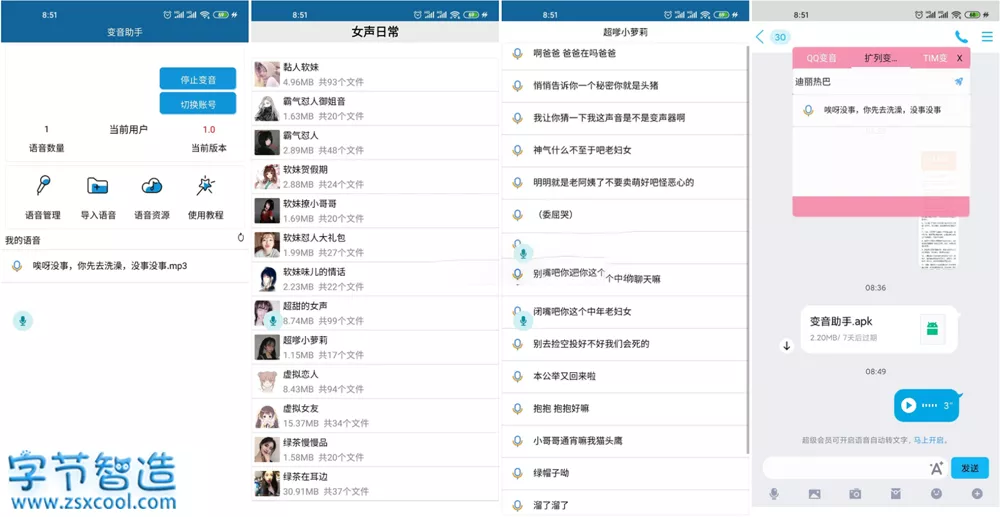 8:51
变音助手
停止变音
切换账号
1
当前用户
1.0
语音数量
当前版本
语音管理
导入语音
语音资源
使用教程
我的语音
唉呀没事，你先去洗澡，没事没事.mp3
字节智造
www.zsxcool.com
8:51
女声日常
黏人软妹
4.96MB 共93个文件
霸气怼人御姐音
1.63MB 共20个文件
霸气怼人
2.89MB 共48个文件
软妹贺假期
2.88MB 共24个文件
软妹撩小哥哥
1.69MB 共20个文件
软妹怼人大礼包
1.99MB 共27个文件
软妹味儿的情话
2.23MB 共22个文件
超甜的女声
8.74MB 共99个文件
超嗲小萝莉
1.15MB 共17个文件
虚拟恋人
8.43MB 共94个文件
虚拟女友
15.37MB 共34个文件
绿茶慢慢品
1.58MB 共20个文件
绿茶在耳边
30.91MB 共37个文件
8:51
超嗲小萝莉
啊爸爸 爸爸在吗爸爸
悄悄告诉你一个秘密你就是头猪
我让你猜一下我这声音是不是变声器啊
神气什么不至于吧老妇女
明明就是老阿姨了不要卖萌好吧怪恶心的
（委屈哭）
别嘴吧你这吧你这个
个中年你聊天嘛
闭嘴吧你这个中年老妇女
别去捡空投好不好我们会死的
本公举又回来啦
抱抱 抱抱好嘛
小哥哥通宵嘛我猫头鹰
绿帽子呦
溜了溜了
8:51
30
QQ变音
扩列变...
TIM变
X
迪丽热巴
唉呀没事，你先去洗澡，没事没事
08:36
变音助手.apk
2.20MB/ 7天后过期
08:49
3"
超级会员可开启语音自动转文字，马上开启。
发送